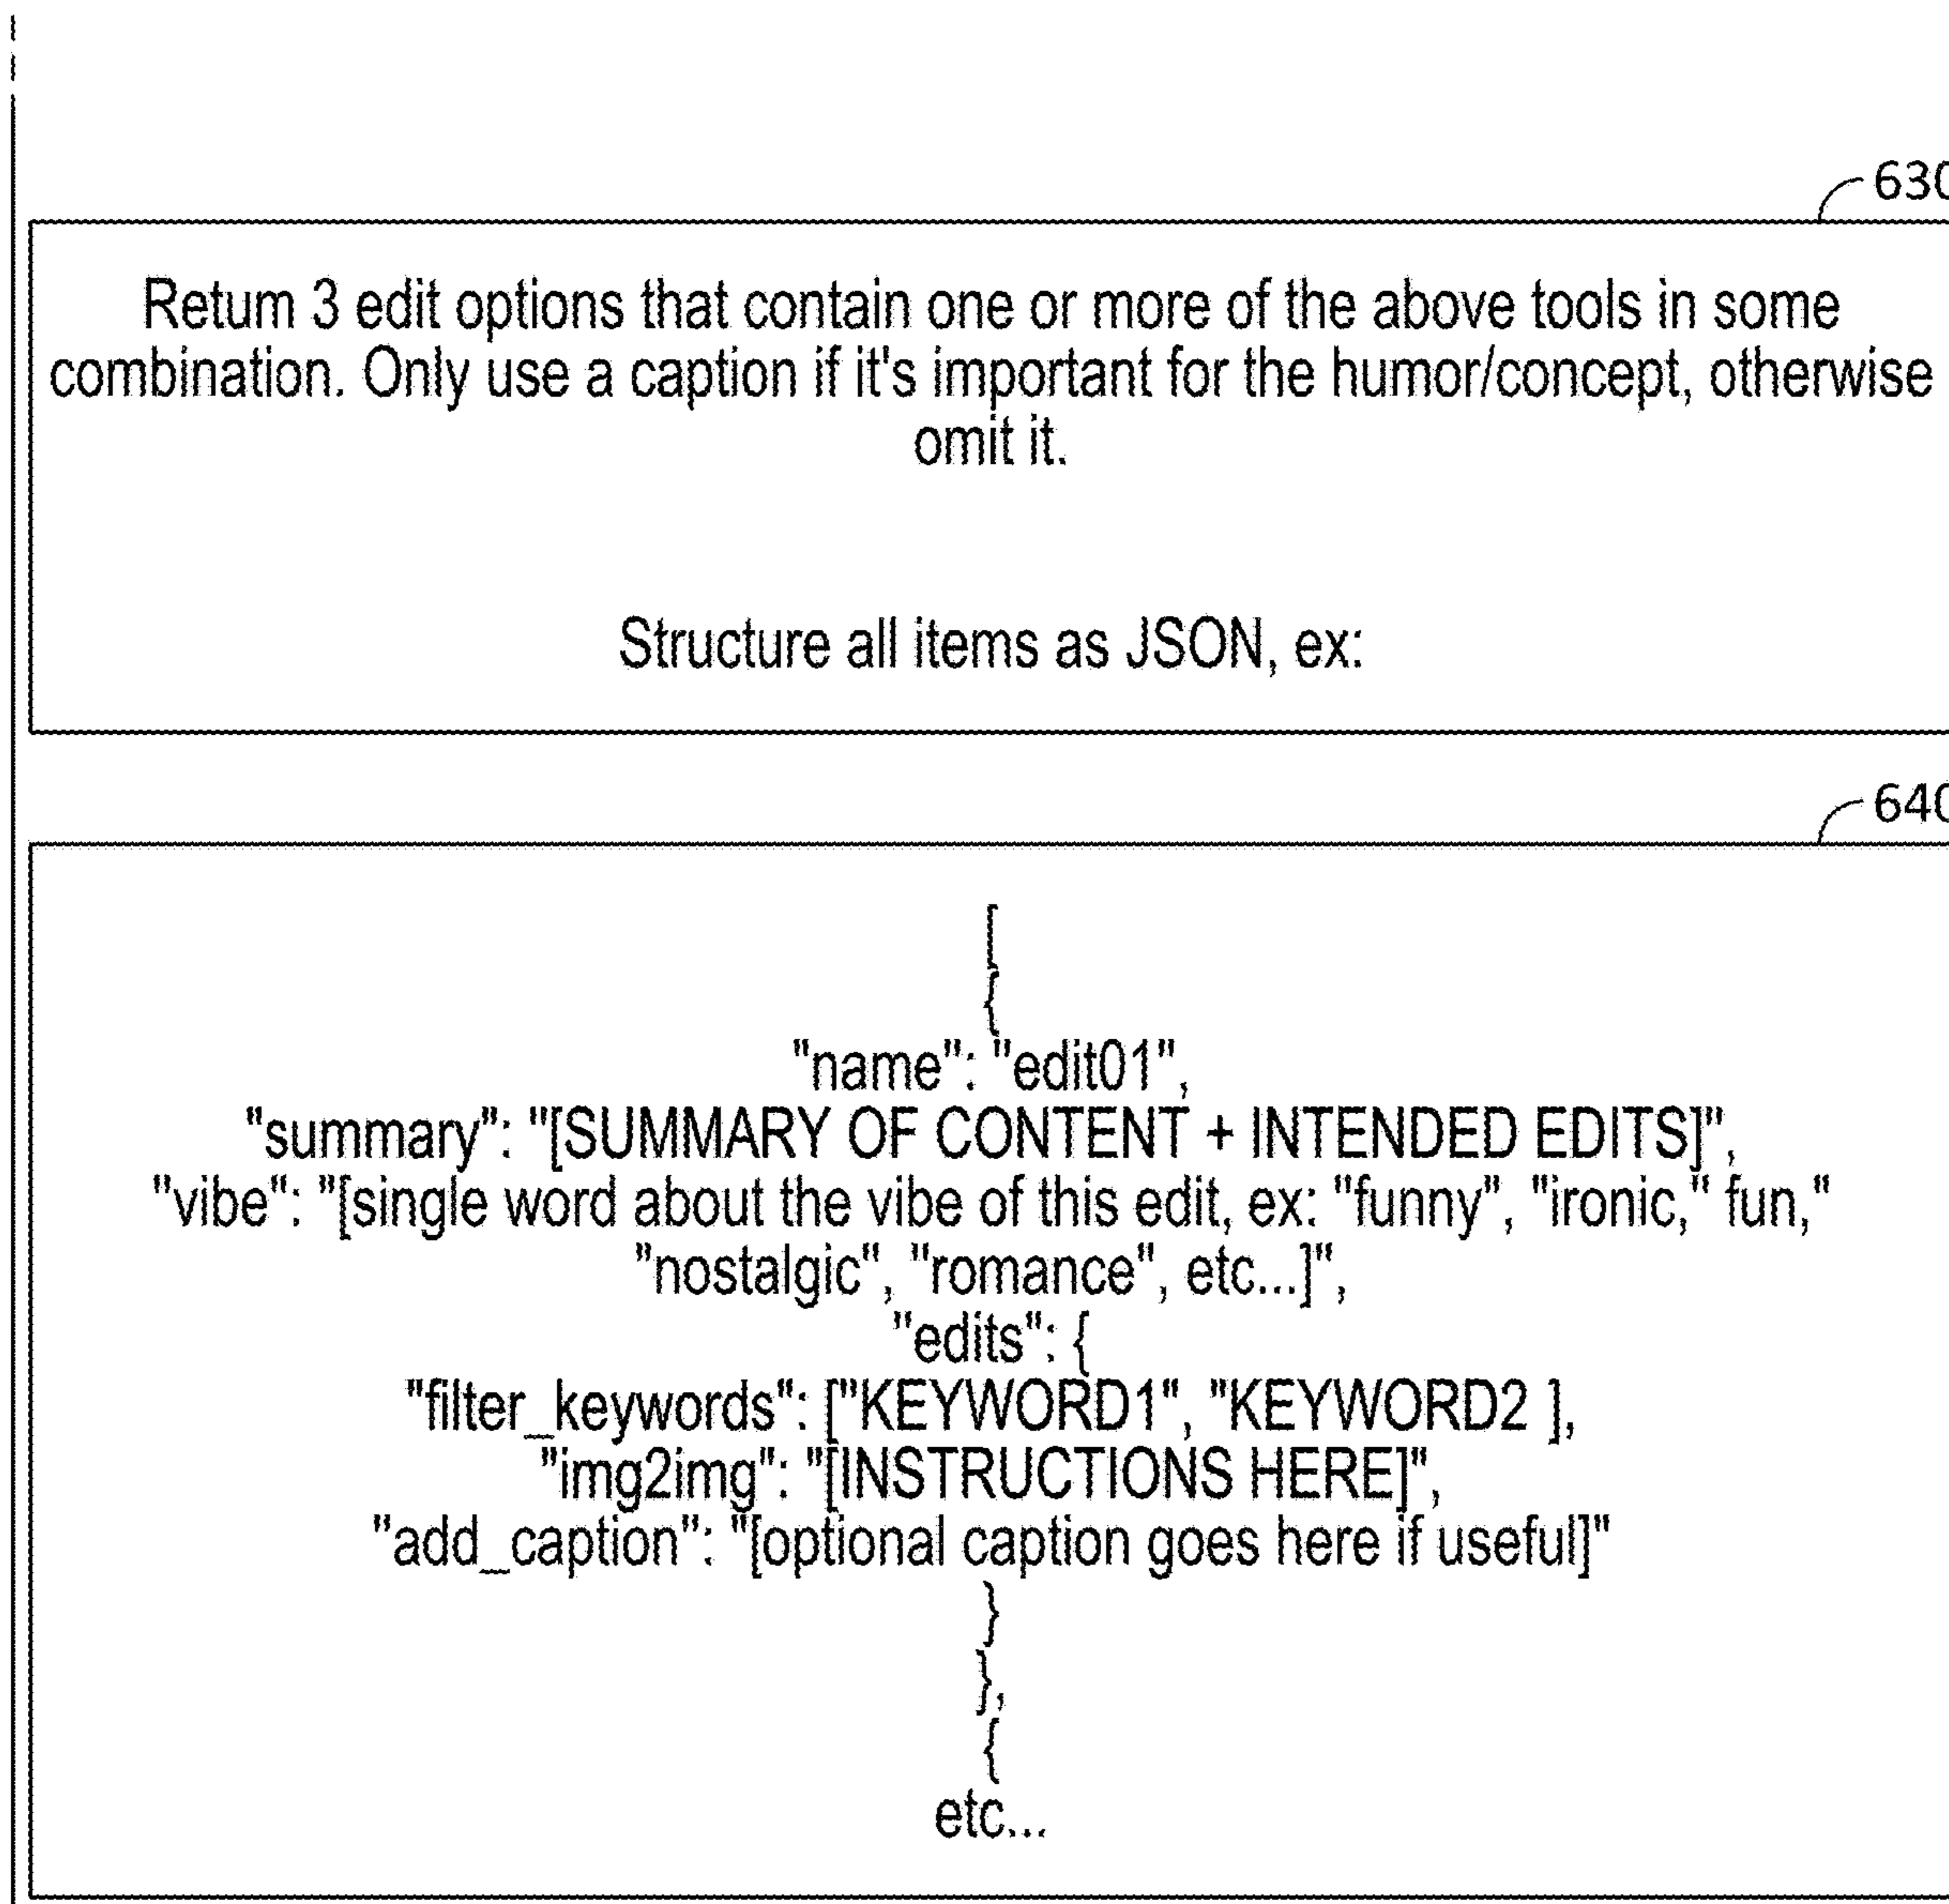 630
Return 3 edit options that contain one or more of the above tools in some
combination. Only use a caption if it's important for the humor/concept, otherwise
omit it.
Structure all items as JSON, ex:
640
[
{
"name": "edit01",
"summary": "[SUMMARY OF CONTENT + INTENDED EDITS]",
"vibe": "[single word about the vibe of this edit, ex: "funny", "ironic," fun,"
"nostalgic", "romance", etc...]",
"edits": {
"filter_keywords": ["KEYWORD1", "KEYWORD2 ],
"img2img": "[INSTRUCTIONS HERE]",
"add_caption": "[optional caption goes here if useful]"
}
},
{
etc...